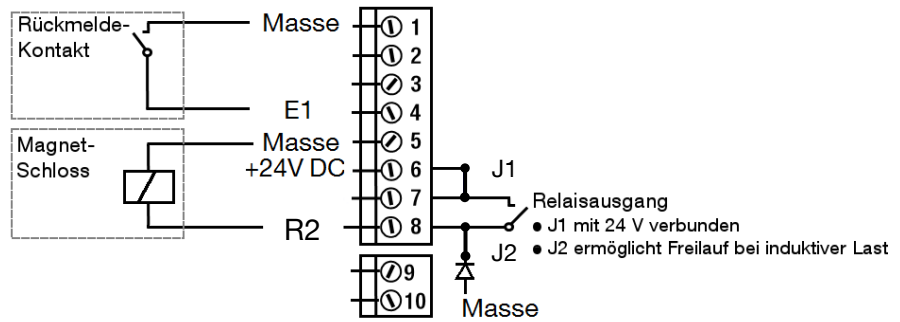 Rückmelde-
Kontakt
Masse
E1
Magnet-
Schloss
Masse
+24V DC
R2
1
2
3
4
5
6
7
8
9
10
J1
J2
Relaisausgang
● J1 mit 24 V verbunden
● J2 ermöglicht Freilauf bei induktiver Last
Masse